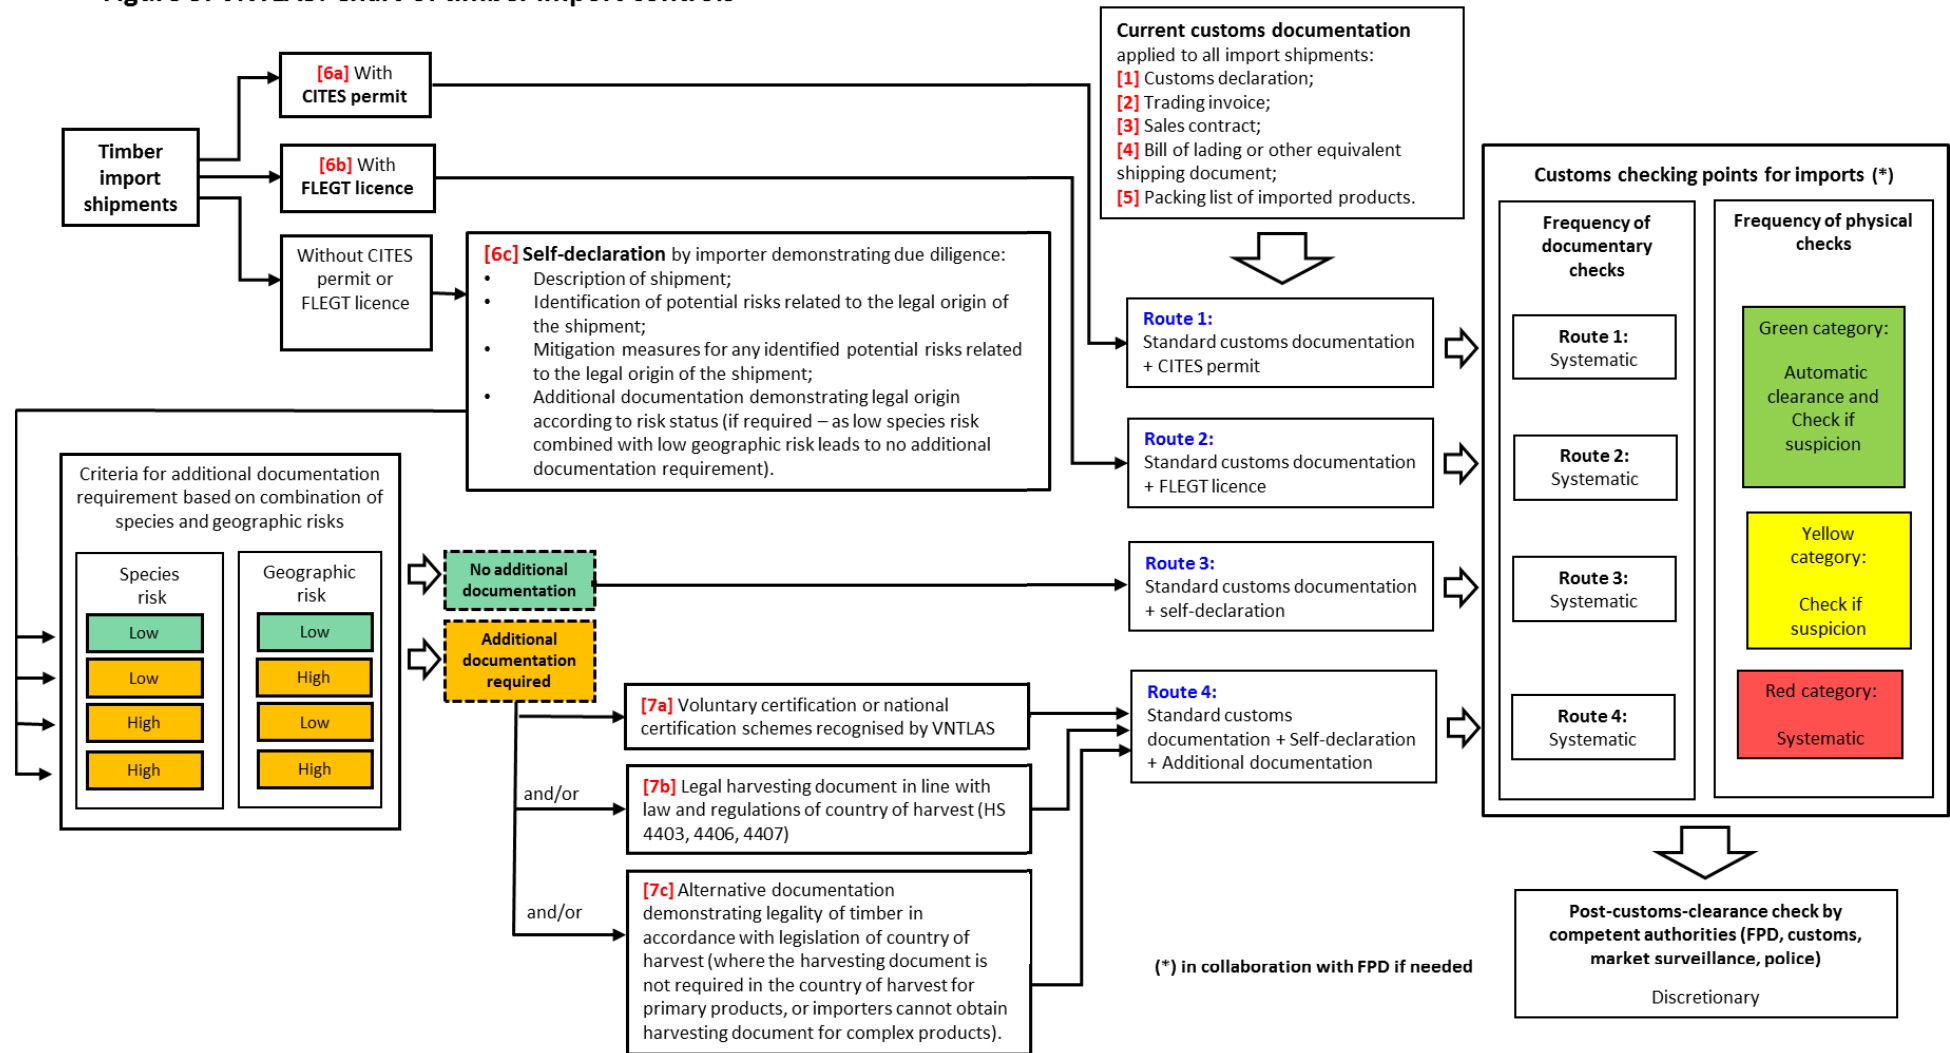 Figure 3: VNTLAS: Chart of timber import controls
Timber
import
shipments
[6a] With
CITES permit
[6b] With
FLEGT licence
Without CITES
permit or
FLEGT licence
[6c] Self-declaration by importer demonstrating due diligence:
• Description of shipment;
• Identification of potential risks related to the legal origin of
the shipment;
• Mitigation measures for any identified potential risks related
to the legal origin of the shipment;
• Additional documentation demonstrating legal origin
according to risk status (if required – as low species risk
combined with low geographic risk leads to no additional
documentation requirement).
Current customs documentation
applied to all import shipments:
[1] Customs declaration;
[2] Trading invoice;
[3] Sales contract;
[4] Bill of lading or other equivalent
shipping document;
[5] Packing list of imported products.
Criteria for additional documentation
requirement based on combination of
species and geographic risks
Species
risk
Low
Low
High
High
Geographic
risk
Low
High
Low
High
No additional
documentation
Additional
documentation
required
and/or
and/or
[7a] Voluntary certification or national
certification schemes recognised by VNTLAS
[7b] Legal harvesting document in line with
law and regulations of country of harvest (HS
4403, 4406, 4407)
[7c] Alternative documentation
demonstrating legality of timber in
accordance with legislation of country of
harvest (where the harvesting document is
not required in the country of harvest for
primary products, or importers cannot obtain
harvesting document for complex products).
Route 1:
Standard customs documentation
+ CITES permit
Route 2:
Standard customs documentation
+ FLEGT licence
Route 3:
Standard customs documentation
+ self-declaration
Route 4:
Standard customs
documentation + Self-declaration
+ Additional documentation
Customs checking points for imports (*)
Frequency of
documentary
checks
Route 1:
Systematic
Route 2:
Systematic
Route 3:
Systematic
Route 4:
Systematic
Frequency of physical
checks
Green category:
Automatic
clearance and
Check if
suspicion
Yellow
category:
Check if
suspicion
Red category:
Systematic
(*) in collaboration with FPD if needed
Post-customs-clearance check by
competent authorities (FPD, customs,
market surveillance, police)
Discretionary